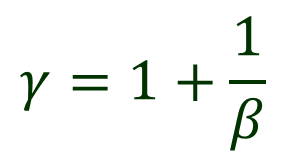 γ = 1 + 1/β